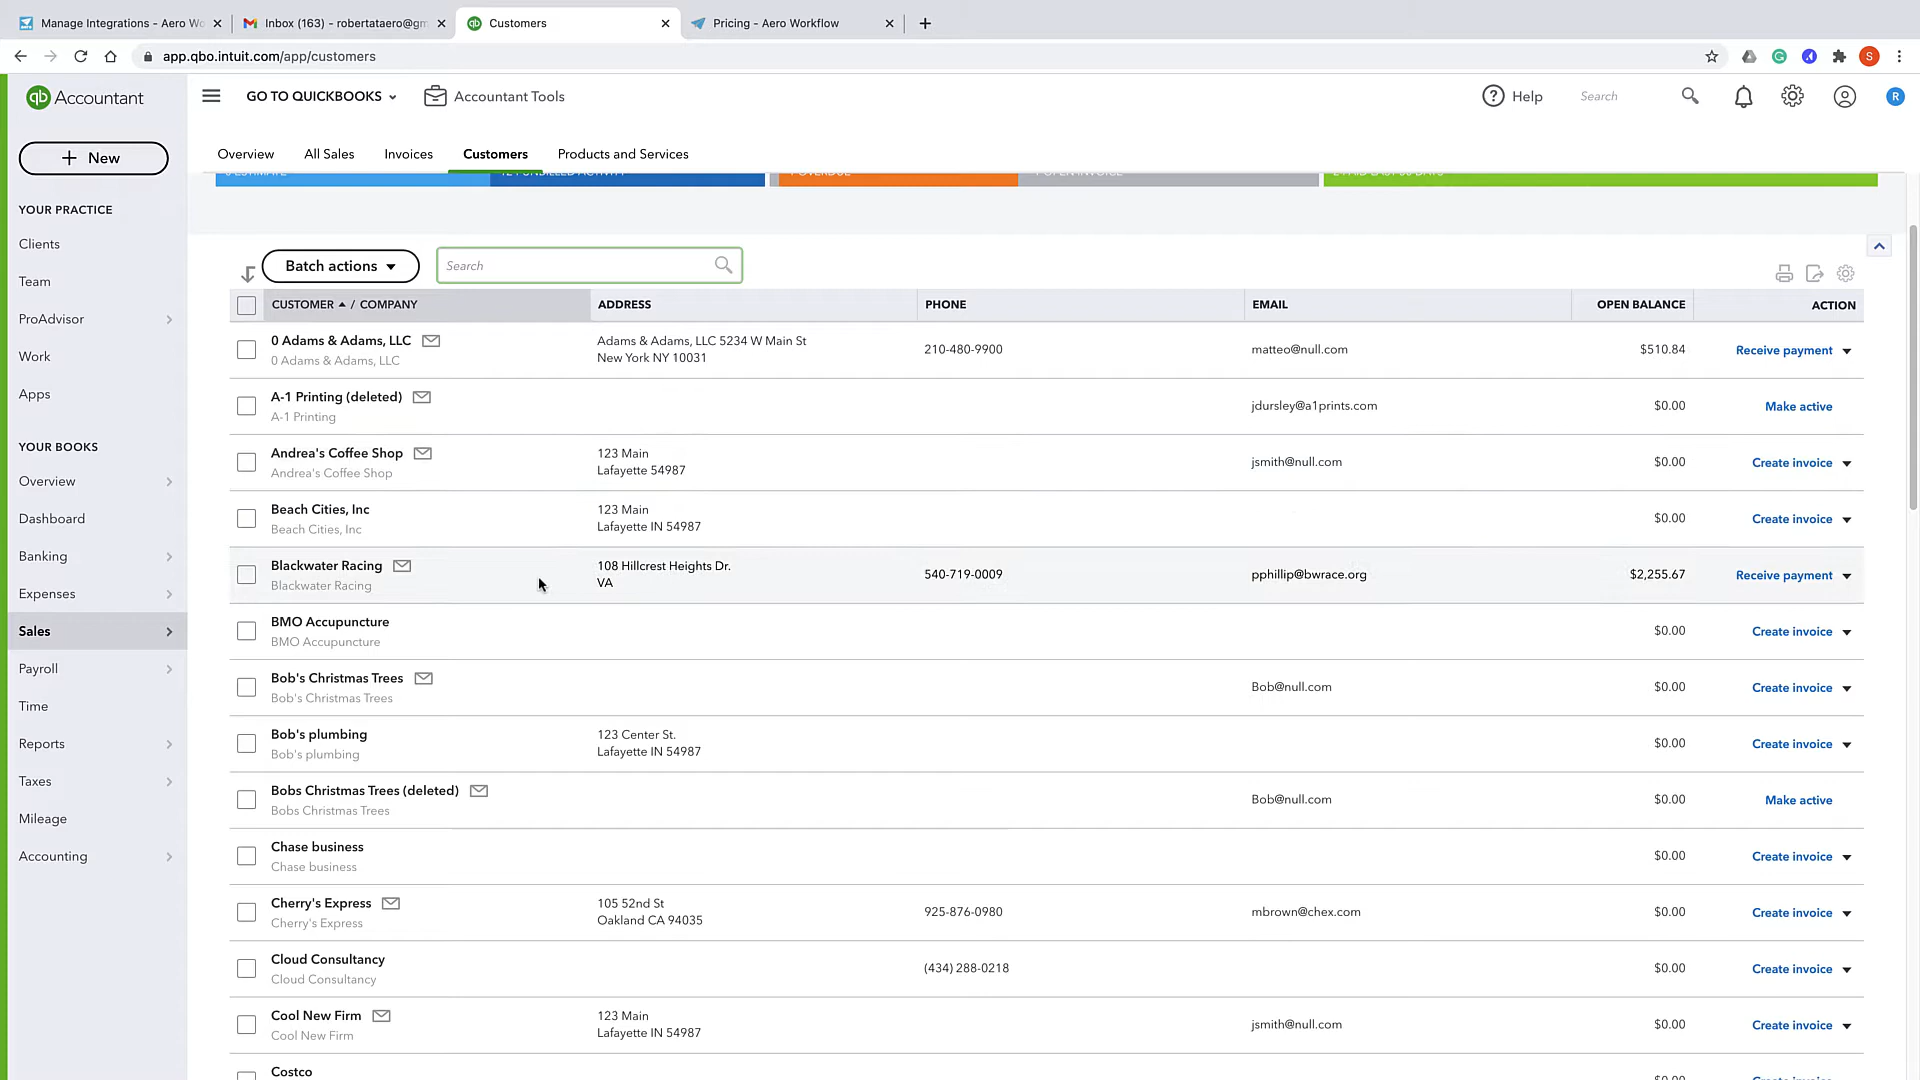 Manage Integrations - Aero Wo
Inbox (163) - robertataero@gm
Customers
Pricing - Aero Workflow
app.qbo.intuit.com/app/customers
S
qb Accountant
GO TO QUICKBOOKS
Accountant Tools
Help
Search
R
+ New
Overview
All Sales
Invoices
Customers
Products and Services
YOUR PRACTICE
Clients
Team
ProAdvisor
Work
Apps
YOUR BOOKS
Overview
Dashboard
Banking
Expenses
Sales
Payroll
Time
Reports
Taxes
Mileage
Accounting
Batch actions
Search
CUSTOMER / COMPANY
ADDRESS
PHONE
EMAIL
OPEN BALANCE
ACTION
0 Adams & Adams, LLC
0 Adams & Adams, LLC
Adams & Adams, LLC 5234 W Main St
New York NY 10031
210-480-9900
matteo@null.com
$510.84
Receive payment
A-1 Printing (deleted)
A-1 Printing
jdursley@a1prints.com
$0.00
Make active
Andrea's Coffee Shop
Andrea's Coffee Shop
123 Main
Lafayette 54987
jsmith@null.com
$0.00
Create invoice
Beach Cities, Inc
Beach Cities, Inc
123 Main
Lafayette IN 54987
$0.00
Create invoice
Blackwater Racing
Blackwater Racing
108 Hillcrest Heights Dr.
VA
540-719-0009
pphillip@bwrace.org
$2,255.67
Receive payment
BMO Accupuncture
BMO Accupuncture
$0.00
Create invoice
Bob's Christmas Trees
Bob's Christmas Trees
Bob@null.com
$0.00
Create invoice
Bob's plumbing
Bob's plumbing
123 Center St.
Lafayette IN 54987
$0.00
Create invoice
Bobs Christmas Trees (deleted)
Bobs Christmas Trees
Bob@null.com
$0.00
Make active
Chase business
Chase business
$0.00
Create invoice
Cherry's Express
Cherry's Express
105 52nd St
Oakland CA 94035
925-876-0980
mbrown@chex.com
$0.00
Create invoice
Cloud Consultancy
Cloud Consultancy
(434) 288-0218
$0.00
Create invoice
Cool New Firm
Cool New Firm
123 Main
Lafayette IN 54987
jsmith@null.com
$0.00
Create invoice
Costco